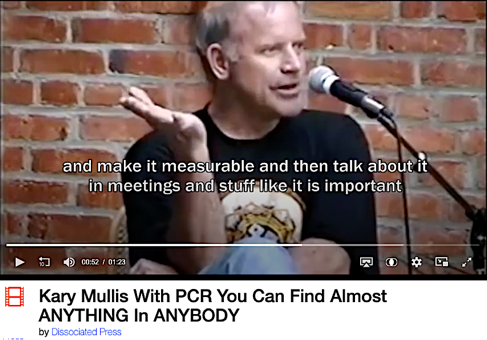 and make it measurable and then talk about it
in meetings and stuff like it is important
00:52 / 01:23
Kary Mullis With PCR You Can Find Almost
ANYTHING In ANYBODY
by Dissociated Press